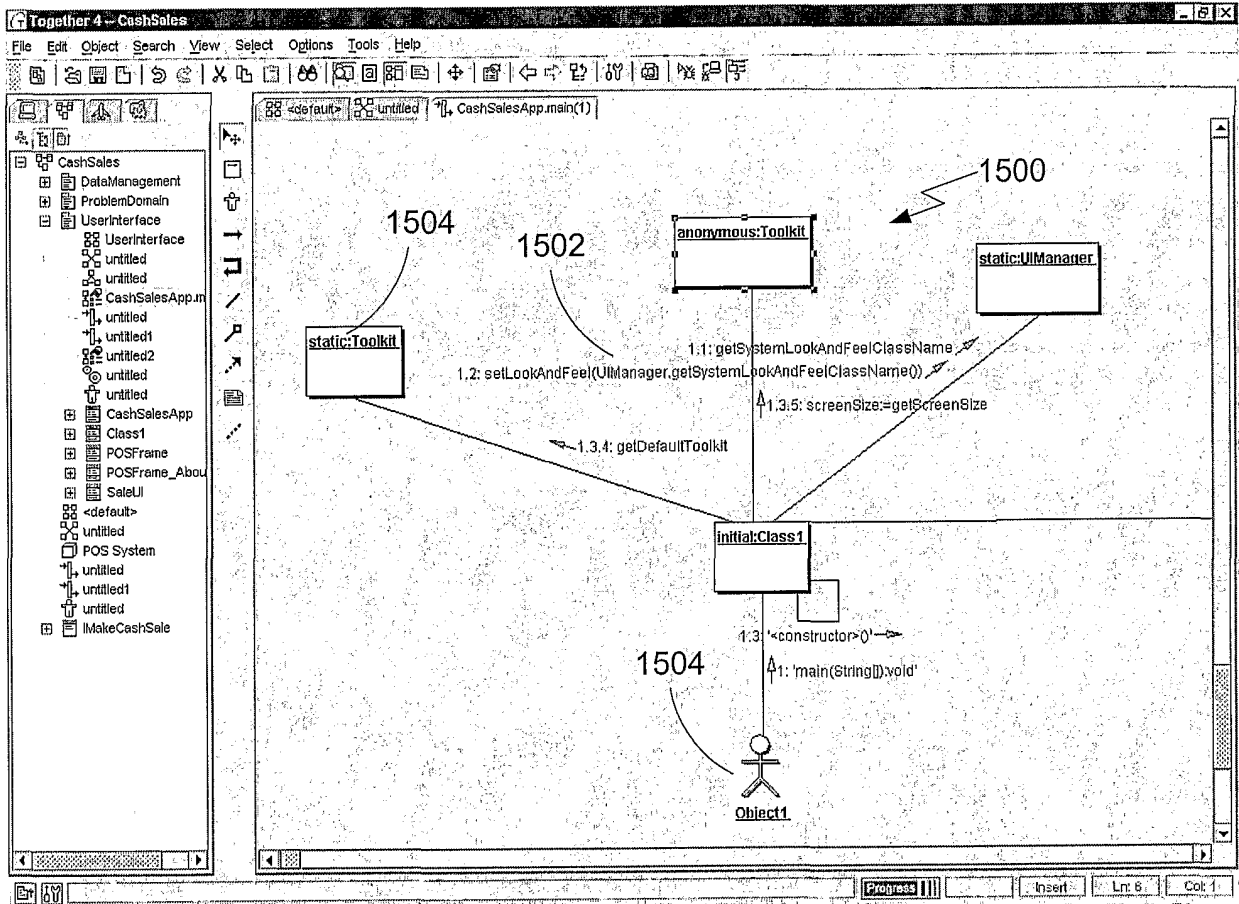 Together 4 -- CashSales
File Edit Object Search View Select Options Tools Help
<default> untitled CashSalesApp.main(1)
CashSales
DataManagement
ProblemDomain
UserInterface
UserInterface
untitled
untitled
CashSalesApp.m
untitled
untitled1
untitled2
untitled
untitled
CashSalesApp
Class1
POSFrame
POSFrame_Abou
SaleUI
<default>
untitled
POS System
untitled
untitled1
untitled
IMakeCashSale
1500
1504
1502
anonymous:Toolkit
static:UIManager
static:Toolkit
1.1: getSystemLookAndFeelClassName
1.2: setLookAndFeel(UIManager.getSystemLookAndFeelClassName())
1.3.5: screenSize:=getScreenSize
1.3.4: getDefaultToolkit
initial:Class1
1.3: '<constructor>()'
1504
1: 'main(String[]):void'
Object1
Progress Insert Ln: 6 Col: 1